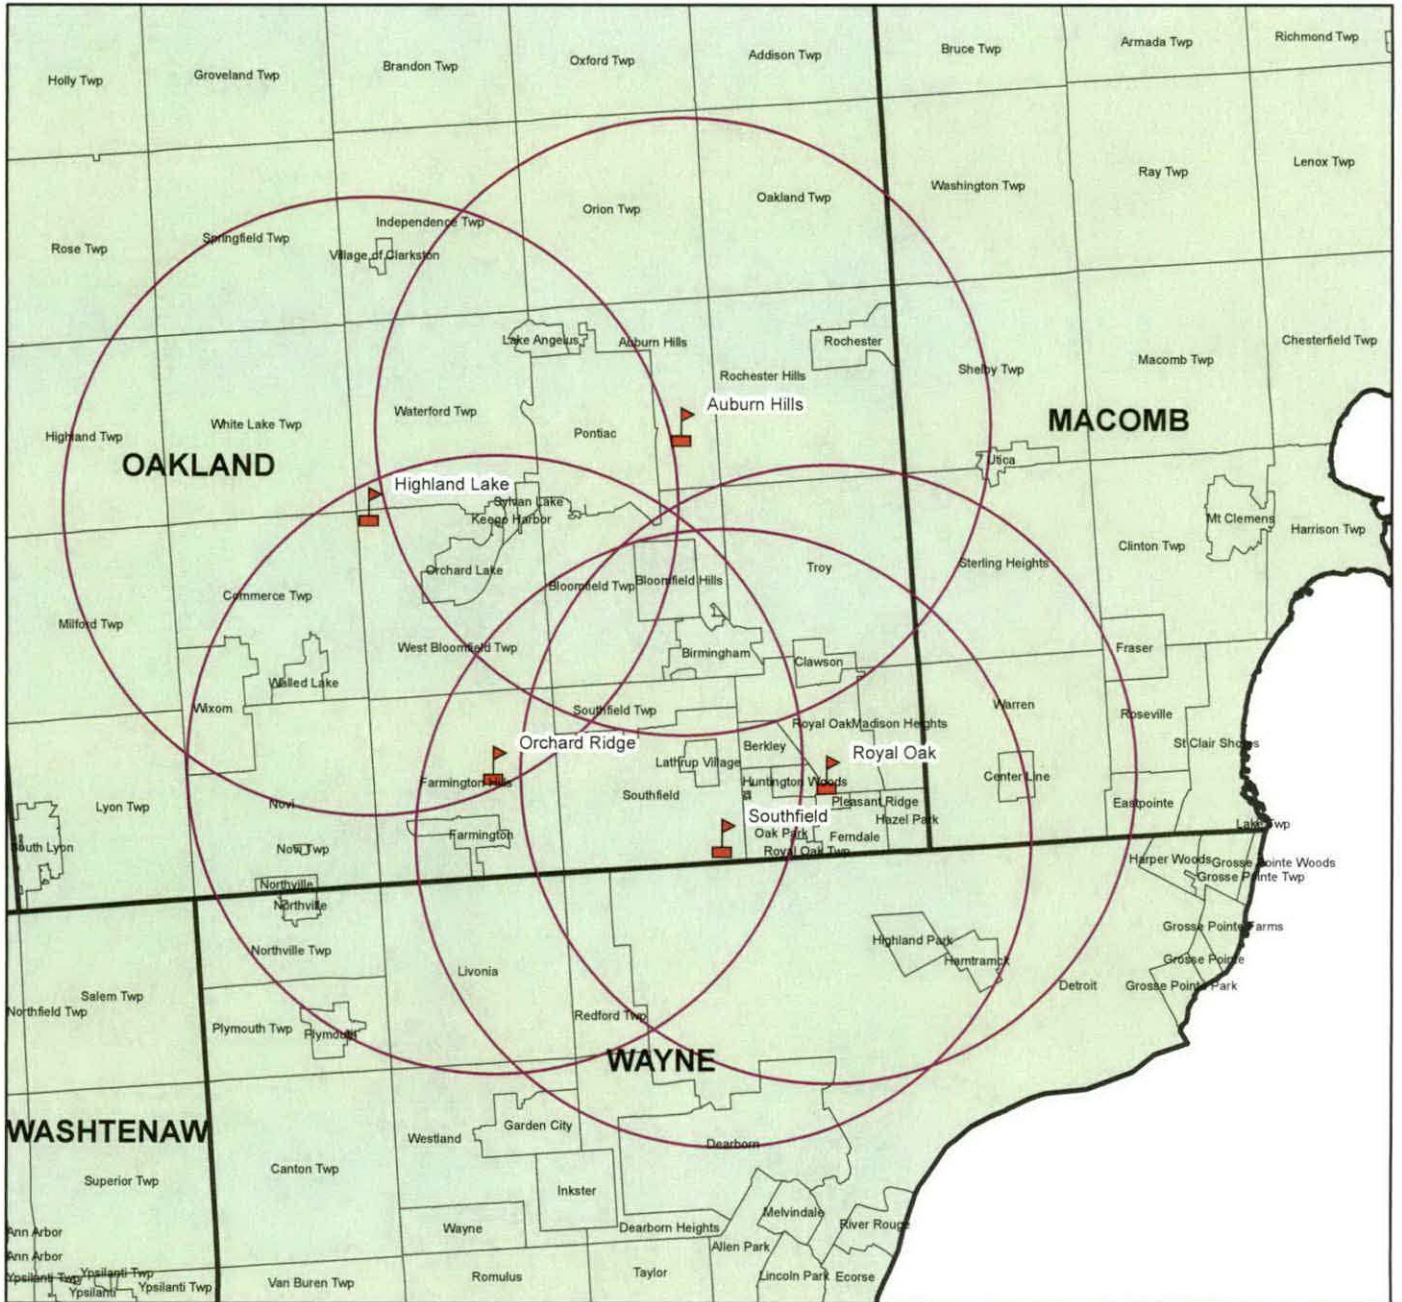 Holly Twp
Groveland Twp
Brandon Twp
Oxford Twp
Addison Twp
Bruce Twp
Armada Twp
Richmond Twp
Rose Twp
Springfield Twp
Independence Twp
Village of Clarkston
Orion Twp
Oakland Twp
Washington Twp
Ray Twp
Lenox Twp
Lake Angelus
Auburn Hills
Rochester
Rochester Hills
Shelby Twp
Macomb Twp
Chesterfield Twp
Highland Twp
White Lake Twp
Waterford Twp
Pontiac
Auburn Hills
MACOMB
OAKLAND
Utica
Highland Lake
Sylvan Lake
Keego Harbor
Mt Clemens
Harrison Twp
Clinton Twp
Orchard Lake
Bloomfield Twp
Bloomfield Hills
Troy
Sterling Heights
Commerce Twp
Milford Twp
West Bloomfield Twp
Birmingham
Clawson
Fraser
Walled Lake
Wixom
Southfield Twp
Royal Oak
Madison Heights
Warren
Roseville
St Clair Shores
Orchard Ridge
Berkley
Royal Oak
Lathrup Village
Farmington Hills
Southfield
Huntington Woods
Center Line
Lyon Twp
Novi
Pleasant Ridge
Eastpointe
Southfield
Hazel Park
Lake Twp
Farmington
Oak Park
Ferndale
South Lyon
Novi Twp
Royal Oak Twp
Harper Woods
Grosse Pointe Woods
Grosse Pointe Twp
Northville
Northville
Grosse Pointe Farms
Highland Park
Hamtramck
Northville Twp
Livonia
Grosse Pointe
Detroit
Grosse Pointe Park
Salem Twp
Northfield Twp
Redford Twp
Plymouth Twp
Plymouth
WAYNE
WASHTENAW
Garden City
Westland
Dearborn
Canton Twp
Superior Twp
Inkster
Melvindale
River Rouge
Wayne
Dearborn Heights
Ann Arbor
Allen Park
Ann Arbor
Ypsilanti Twp
Ypsilanti Twp
Ypsilanti Twp
Ypsilanti
Van Buren Twp
Romulus
Taylor
Lincoln Park
Ecorse